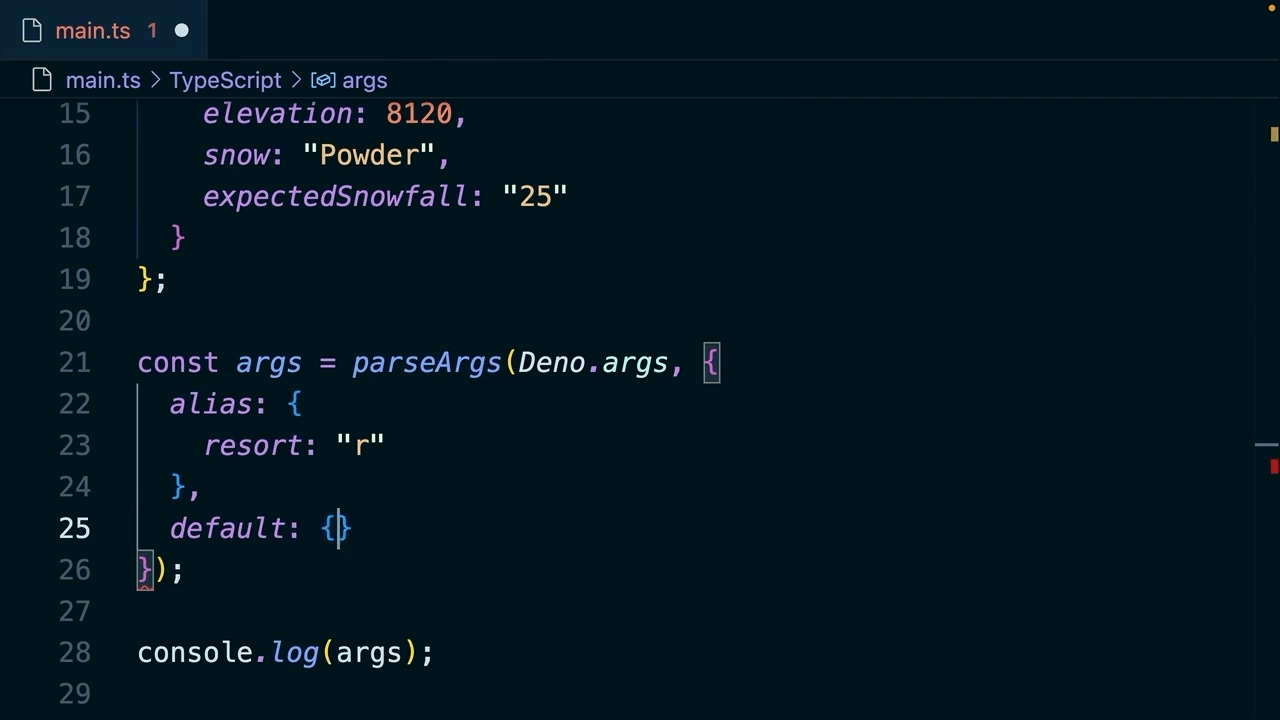 main.ts 1
main.ts > TypeScript > args
15 elevation: 8120,
16 snow: "Powder",
17 expectedSnowfall: "25"
18 }
19 };
20
21 const args = parseArgs(Deno.args, {
22 alias: {
23 resort: "r"
24 },
25 default: {}
26 });
27
28 console.log(args);
29